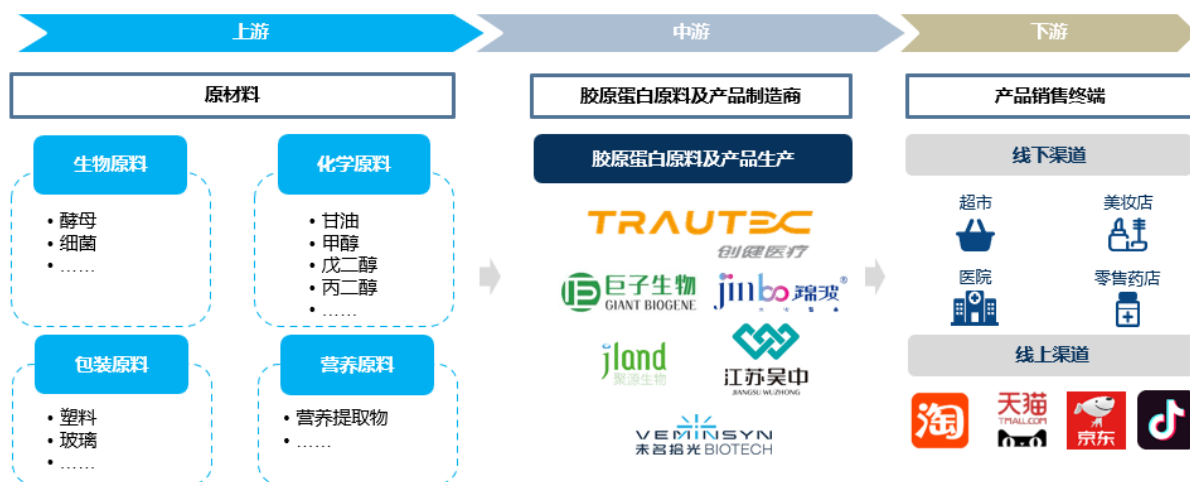 上游
中游
下游
原材料
胶原蛋白原料及产品制造商
产品销售终端
生物原料
• 酵母
• 细菌
• ……
化学原料
• 甘油
• 甲醇
• 戊二醇
• 丙二醇
• ……
包装原料
• 塑料
• 玻璃
• ……
营养原料
• 营养提取物
• ……
胶原蛋白原料及产品生产
TRAUTEC
创健医疗
巨子生物
GIANT BIOGENE
jinbo 锦波®
jland
聚源生物
江苏吴中
JIANGSU WUZHONG
VEMINSYN
未名拾光 BIOTECH
线下渠道
超市
美妆店
医院
零售药店
线上渠道
淘
天猫
TMALL.COM
京东